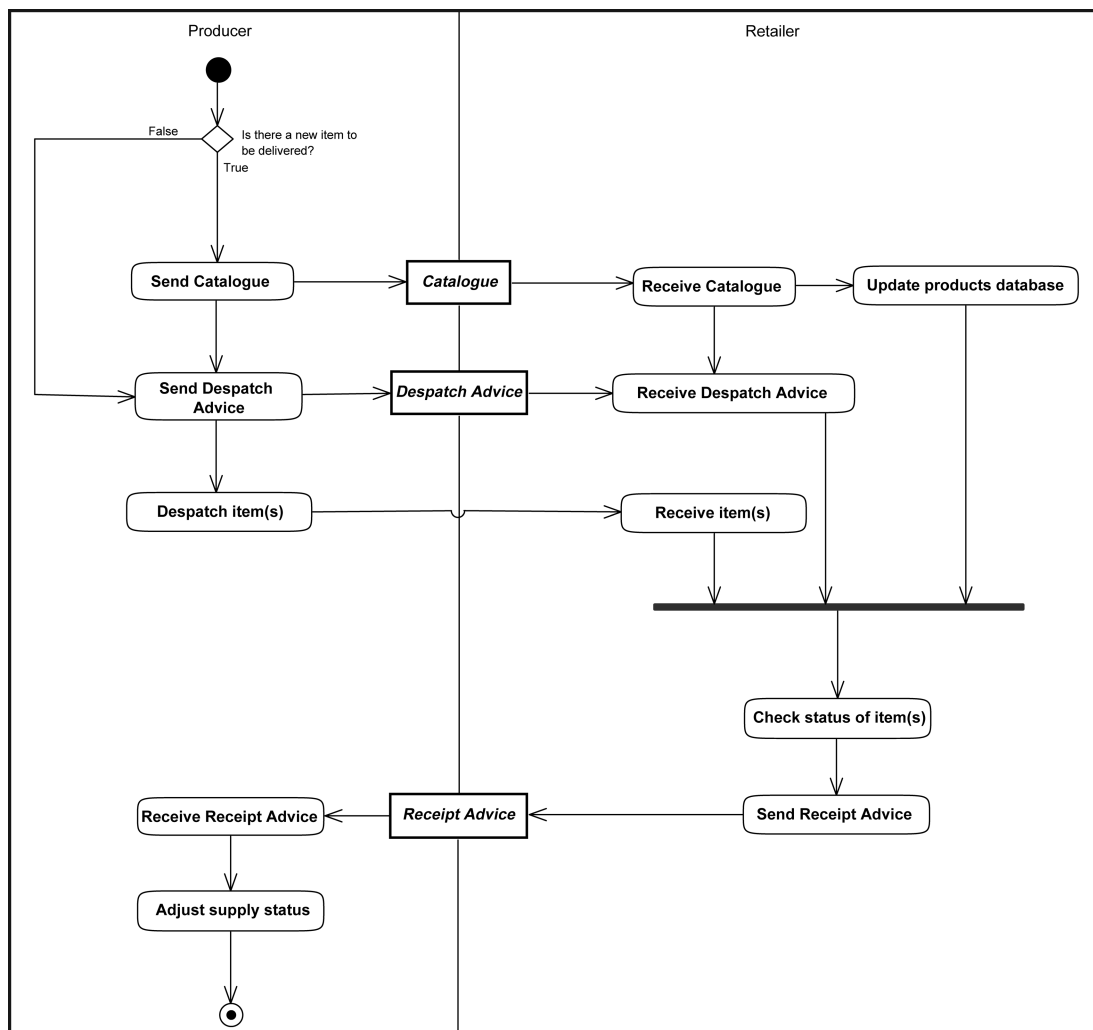 Producer
Retailer
False
Is there a new item to
be delivered?
True
Send Catalogue
Catalogue
Receive Catalogue
Update products database
Send Despatch
Advice
Despatch Advice
Receive Despatch Advice
Despatch item(s)
Receive item(s)
Check status of item(s)
Receive Receipt Advice
Receipt Advice
Send Receipt Advice
Adjust supply status